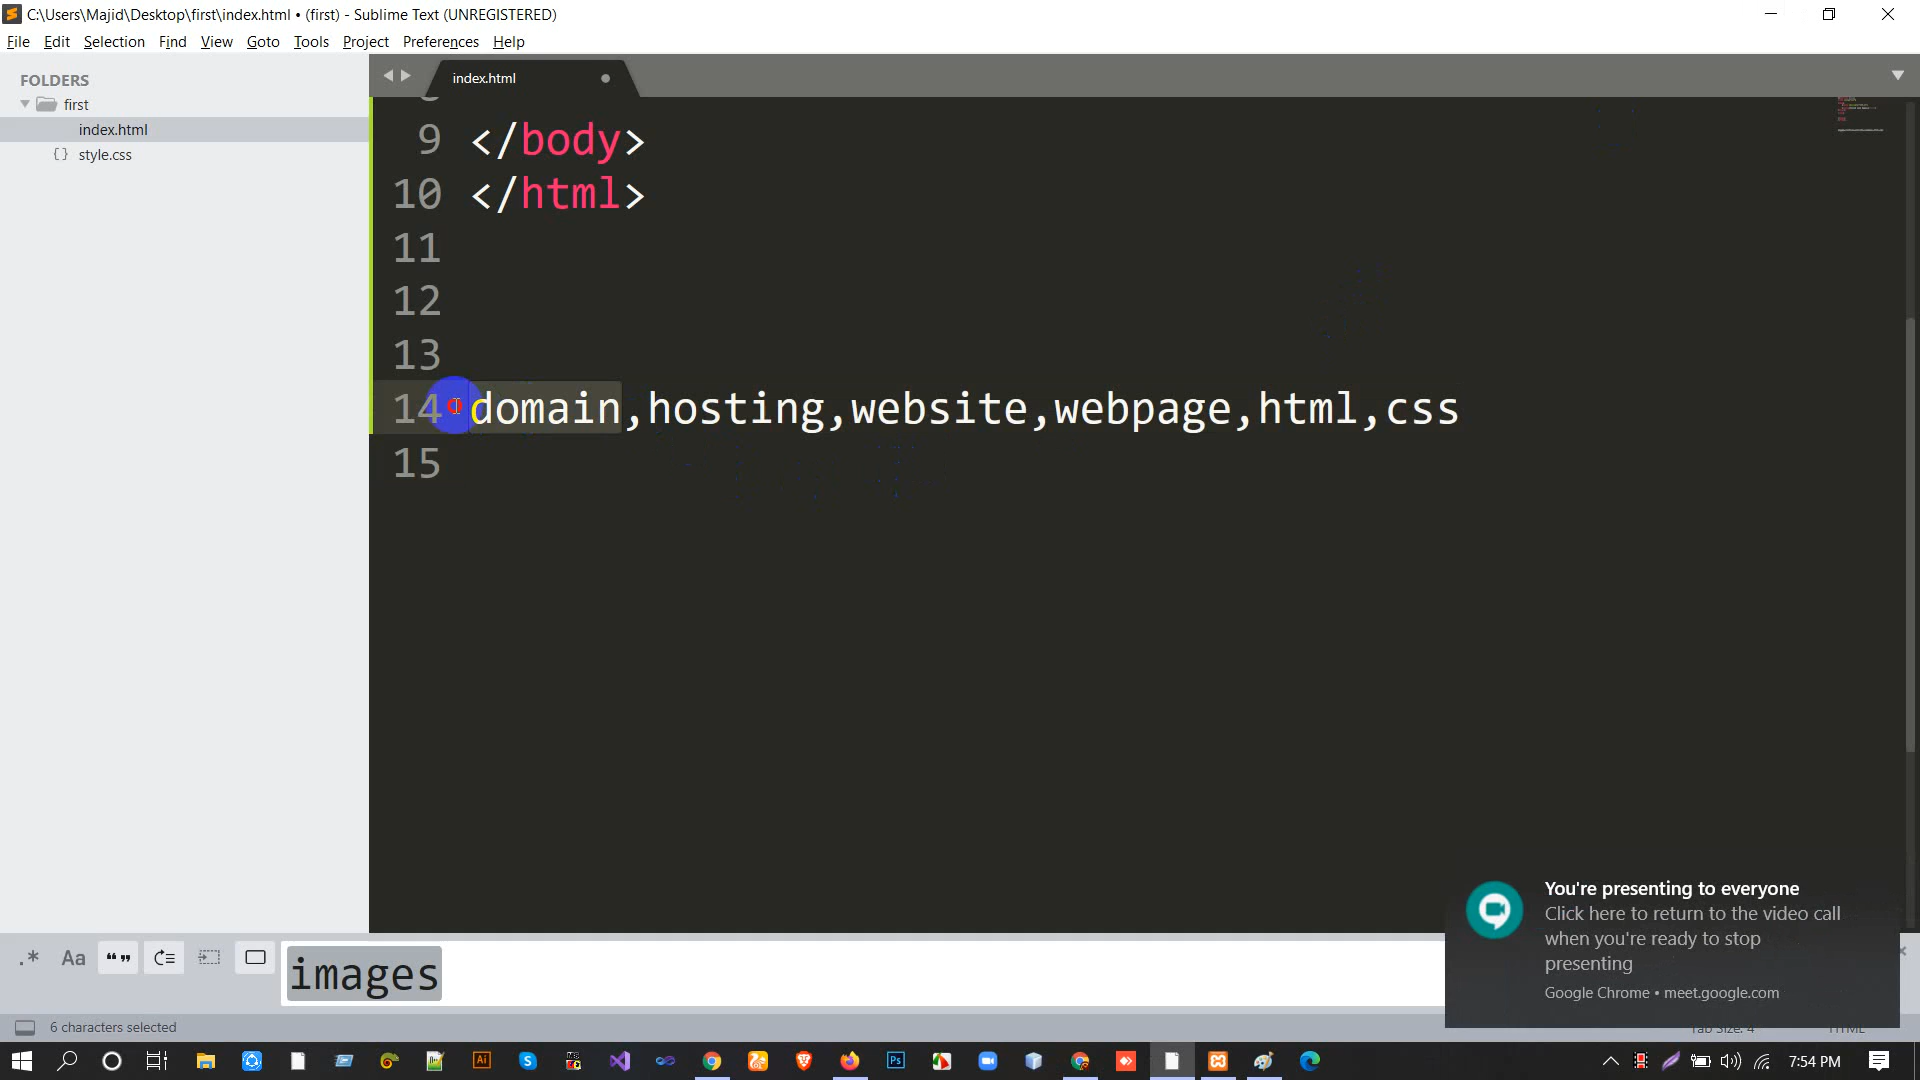 C:\Users\Majid\Desktop\first\index.html • (first) - Sublime Text (UNREGISTERED)
File Edit Selection Find View Goto Tools Project Preferences Help
FOLDERS
first
index.html
{} style.css
index.html
9 </body>
10 </html>
11
12
13
14 domain,hosting,website,webpage,html,css
15
You're presenting to everyone
Click here to return to the video call
when you're ready to stop
presenting
Google Chrome • meet.google.com
.* Aa “” images
6 characters selected
Tab Size: 4 HTML
7:54 PM